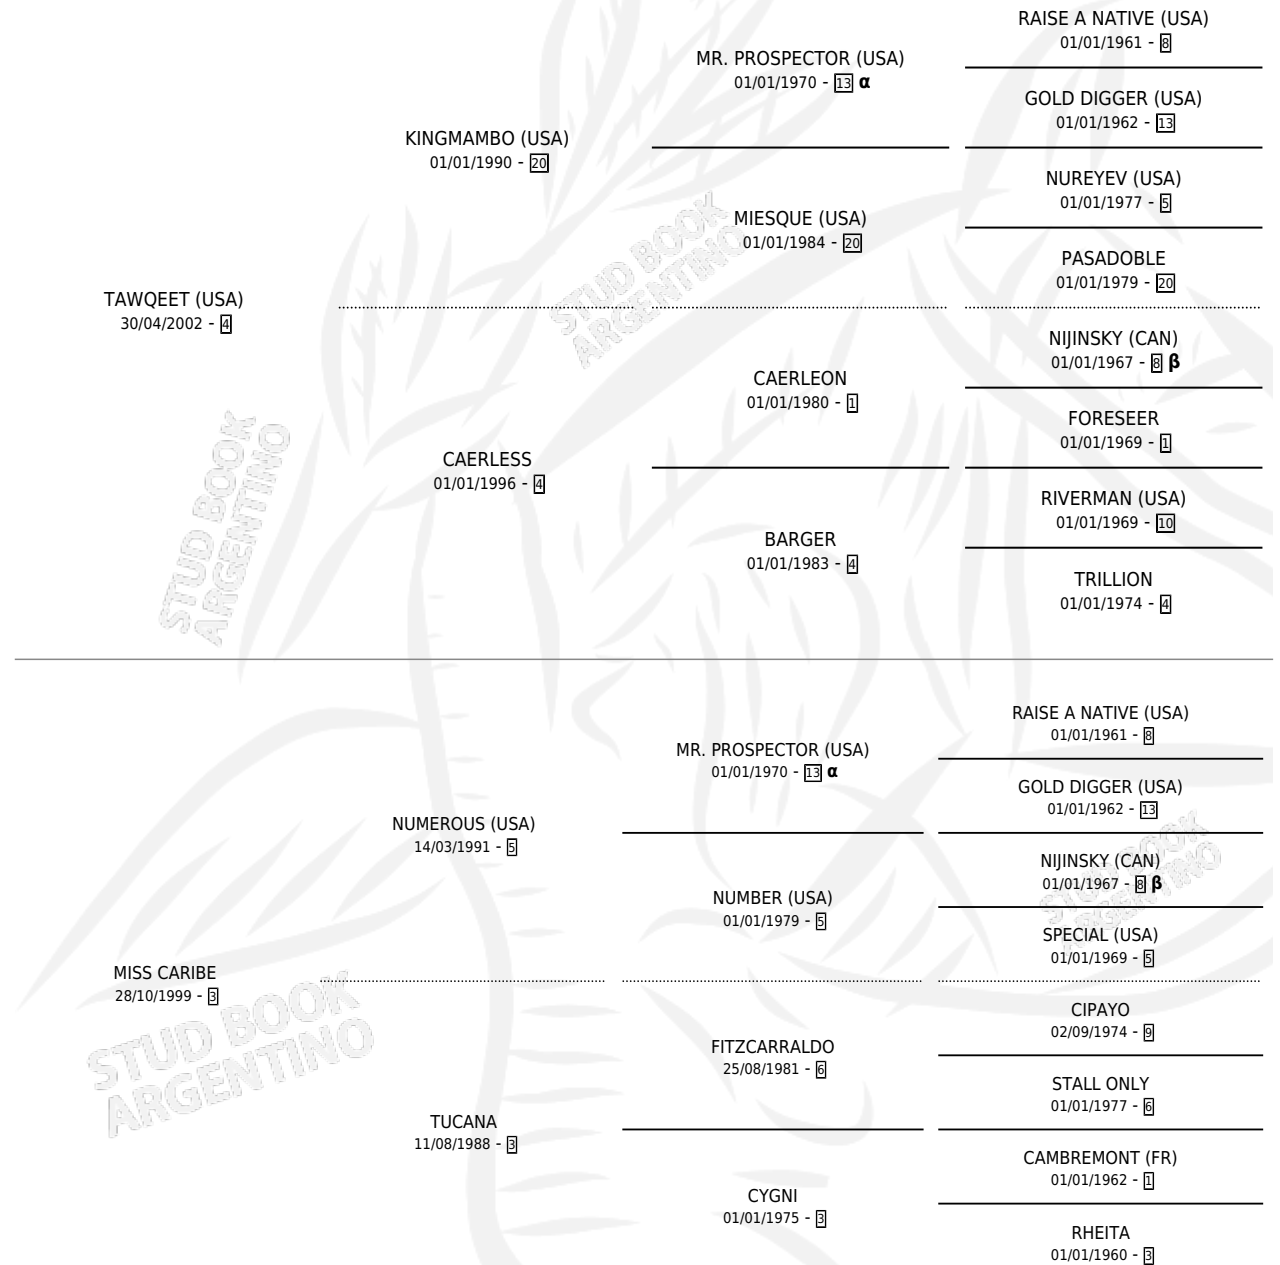 RAISE A NATIVE (USA)
01/01/1961 - 8
MR. PROSPECTOR (USA)
01/01/1970 - 13 α
GOLD DIGGER (USA)
01/01/1962 - 13
KINGMAMBO (USA)
01/01/1990 - 20
NUREYEV (USA)
01/01/1977 - 5
MIESQUE (USA)
01/01/1984 - 20
PASADOBLE
01/01/1979 - 20
TAWQEET (USA)
30/04/2002 - 4
NIJINSKY (CAN)
01/01/1967 - 8 β
CAERLEON
01/01/1980 - 1
FORESEER
01/01/1969 - 1
CAERLESS
01/01/1996 - 4
RIVERMAN (USA)
01/01/1969 - 10
BARGER
01/01/1983 - 4
TRILLION
01/01/1974 - 4
RAISE A NATIVE (USA)
01/01/1961 - 8
MR. PROSPECTOR (USA)
01/01/1970 - 13 α
GOLD DIGGER (USA)
01/01/1962 - 13
NUMEROUS (USA)
14/03/1991 - 5
NIJINSKY (CAN)
01/01/1967 - 8 β
NUMBER (USA)
01/01/1979 - 5
SPECIAL (USA)
01/01/1969 - 5
MISS CARIBE
28/10/1999 - 3
CIPAYO
02/09/1974 - 9
FITZCARRALDO
25/08/1981 - 6
STALL ONLY
01/01/1977 - 6
TUCANA
11/08/1988 - 3
CAMBREMONT (FR)
01/01/1962 - 1
CYGNI
01/01/1975 - 3
RHEITA
01/01/1960 - 3
STUD BOOK
ARGENTINO
STUD BOOK
ARGENTINO
STUD BOOK
ARGENTINO
STUD BOOK
ARGENTINO